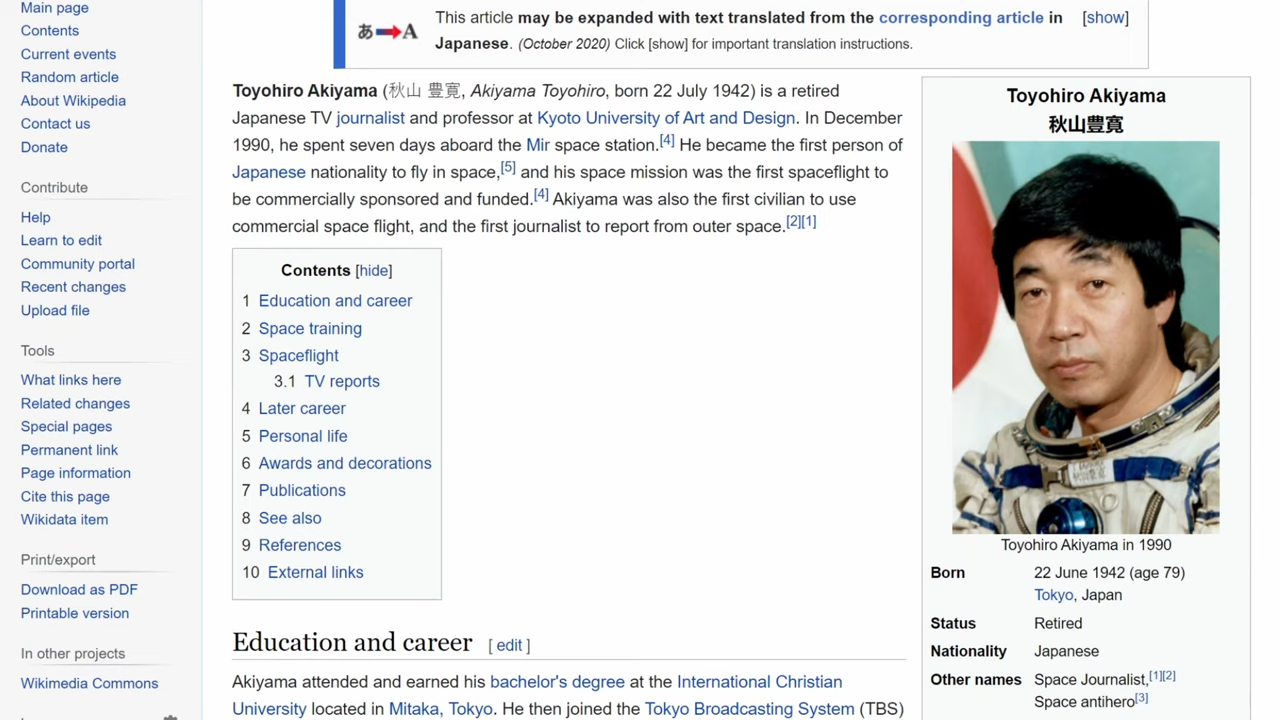 Main page
Contents
Current events
Random article
About Wikipedia
Contact us
Donate
Contribute
Help
Learn to edit
Community portal
Recent changes
Upload file
Tools
What links here
Related changes
Special pages
Permanent link
Page information
Cite this page
Wikidata item
Print/export
Download as PDF
Printable version
In other projects
Wikimedia Commons
あ A
This article may be expanded with text translated from the corresponding article in
Japanese. (October 2020) Click [show] for important translation instructions.
[show]
Toyohiro Akiyama (秋山 豊寛, Akiyama Toyohiro, born 22 July 1942) is a retired
Japanese TV journalist and professor at Kyoto University of Art and Design. In December
1990, he spent seven days aboard the Mir space station.[4] He became the first person of
Japanese nationality to fly in space,[5] and his space mission was the first spaceflight to
be commercially sponsored and funded.[4] Akiyama was also the first civilian to use
commercial space flight, and the first journalist to report from outer space.[2][1]
Contents [hide]
1 Education and career
2 Space training
3 Spaceflight
3.1 TV reports
4 Later career
5 Personal life
6 Awards and decorations
7 Publications
8 See also
9 References
10 External links
Education and career [ edit ]
Akiyama attended and earned his bachelor's degree at the International Christian
University located in Mitaka, Tokyo. He then joined the Tokyo Broadcasting System (TBS)
Toyohiro Akiyama
秋山豊寛
Toyohiro Akiyama in 1990
Born 22 June 1942 (age 79)
Tokyo, Japan
Status Retired
Nationality Japanese
Other names Space Journalist,[1][2]
Space antihero[3]